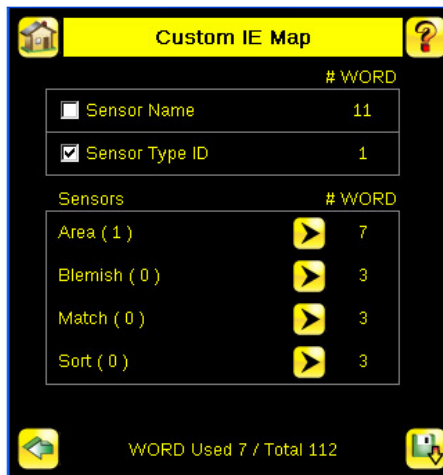 Custom IE Map
?
# WORD
Sensor Name 11
Sensor Type ID 1
Sensors # WORD
Area ( 1 ) 7
Blemish ( 0 ) 3
Match ( 0 ) 3
Sort ( 0 ) 3
WORD Used 7 / Total 112